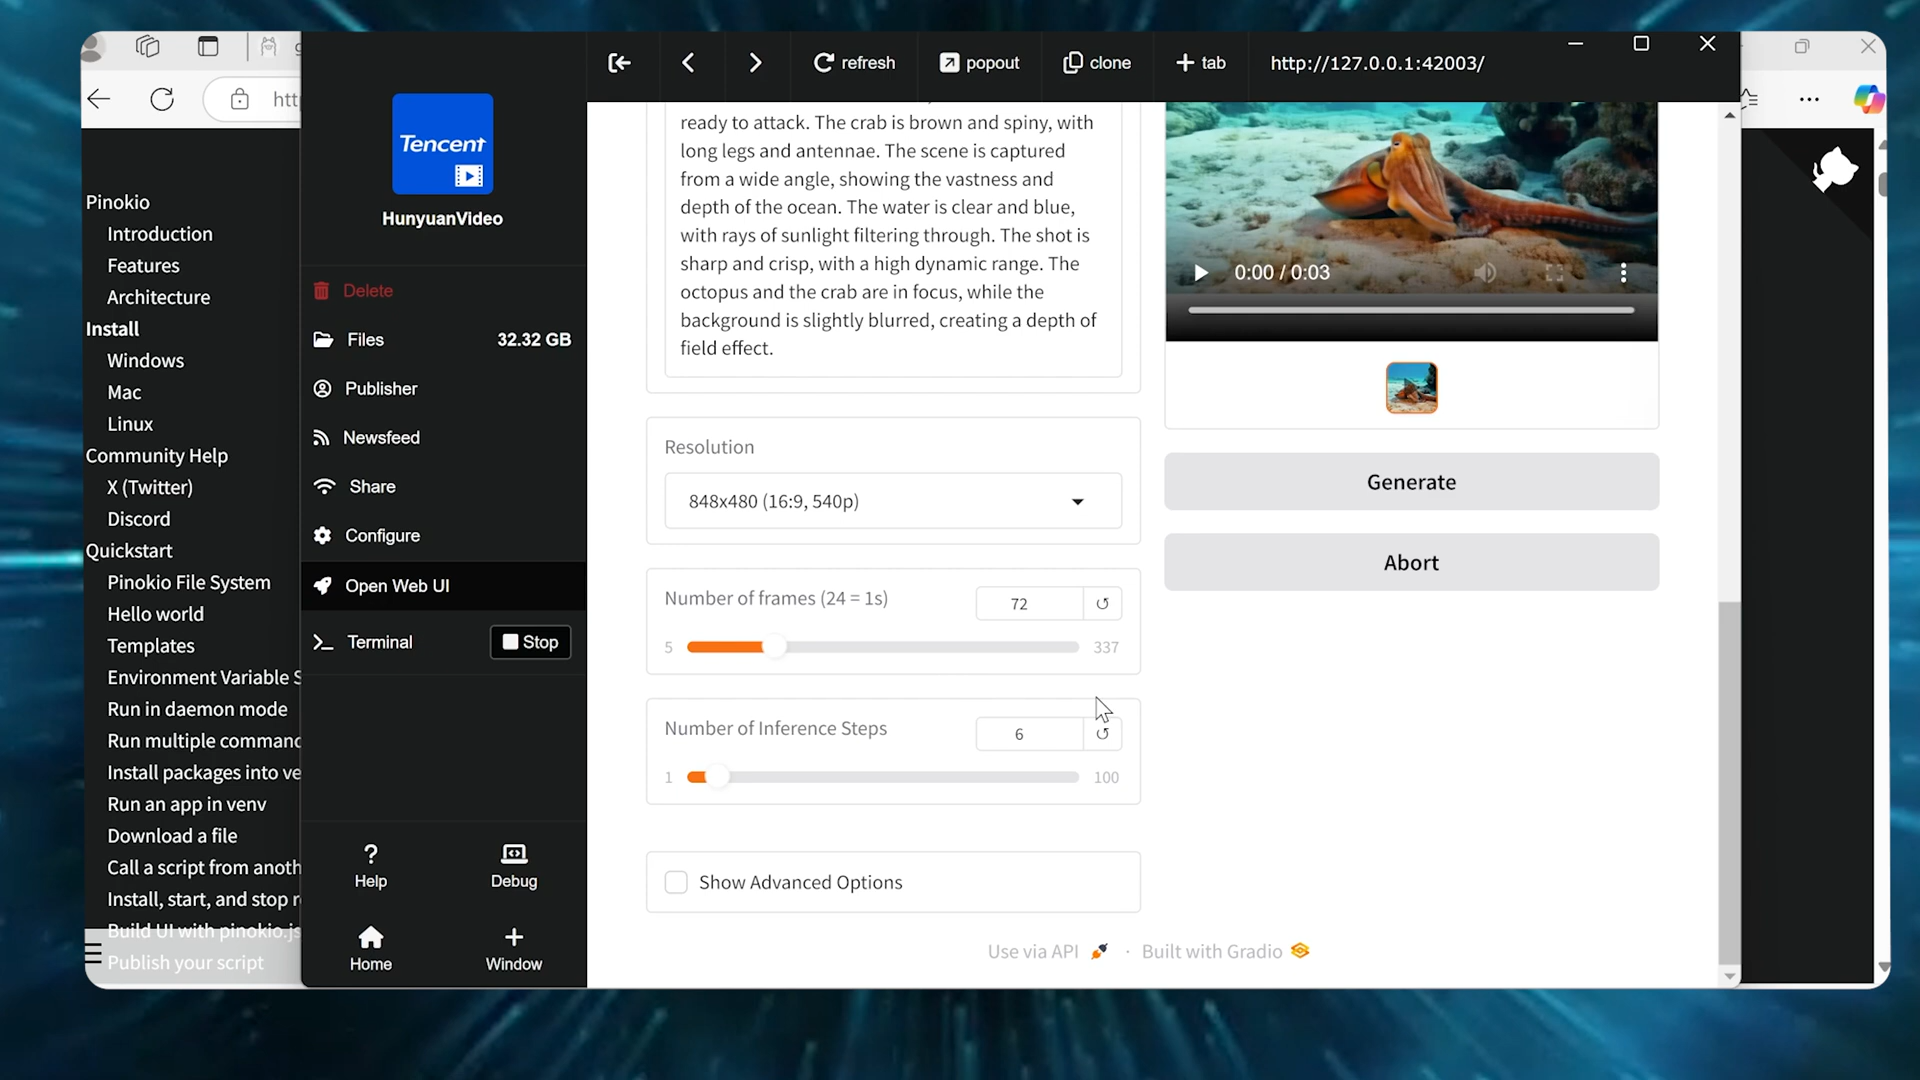 refresh
popout
clone
tab
http://127.0.0.1:42003/
Pinokio
Introduction
Features
Architecture
Install
Windows
Mac
Linux
Community Help
X (Twitter)
Discord
Quickstart
Pinokio File System
Hello world
Templates
Environment Variable
Run in daemon mode
Run multiple
Install packages into
Run an app in venv
Download a file
Call a script from
Install, start, and stop
Build UI with pinokio.js
Publish your script
Tencent
HunyuanVideo
Delete
Files 32.32 GB
Publisher
Newsfeed
Share
Configure
Open Web UI
Terminal Stop
Help
Debug
Home
Window
ready to attack. The crab is brown and spiny, with
long legs and antennae. The scene is captured
from a wide angle, showing the vastness and
depth of the ocean. The water is clear and blue,
with rays of sunlight filtering through. The shot is
sharp and crisp, with a high dynamic range. The
octopus and the crab are in focus, while the
background is slightly blurred, creating a depth of
field effect.
Resolution
848x480 (16:9, 540p)
Number of frames (24 = 1s) 72
5 337
Number of Inference Steps 6
1 100
Show Advanced Options
0:00 / 0:03
Generate
Abort
Use via API · Built with Gradio